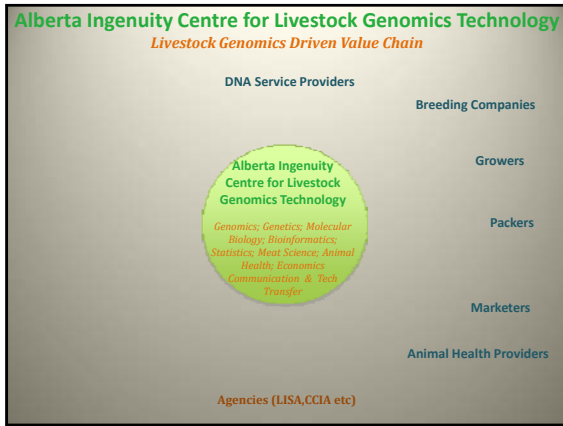 Alberta Ingenuity Centre for Livestock Genomics Technology
Livestock Genomics Driven Value Chain
DNA Service Providers
Breeding Companies
Growers
Alberta Ingenuity
Centre for Livestock
Genomics Technology
Genomics; Genetics; Molecular
Biology; Bioinformatics;
Statistics; Meat Science; Animal
Health; Economics
Communication & Tech
Transfer
Packers
Marketers
Animal Health Providers
Agencies (LISA,CCIA etc)